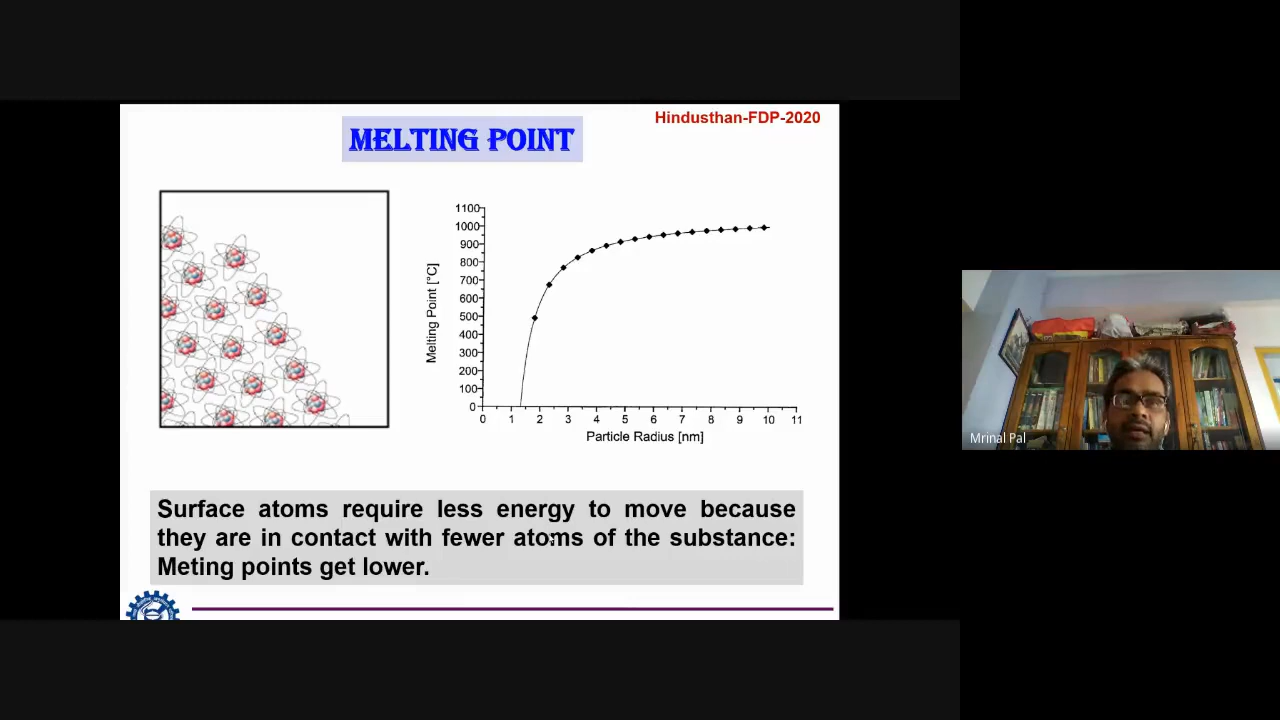 Hindusthan-FDP-2020
MELTING POINT
1100
1000
900
800
700
600
500
400
300
200
100
0
Melting Point [°C]
0 1 2 3 4 5 6 7 8 9 10 11
Particle Radius [nm]
Surface atoms require less energy to move because
they are in contact with fewer atoms of the substance:
Meting points get lower.
Mrinal Pal